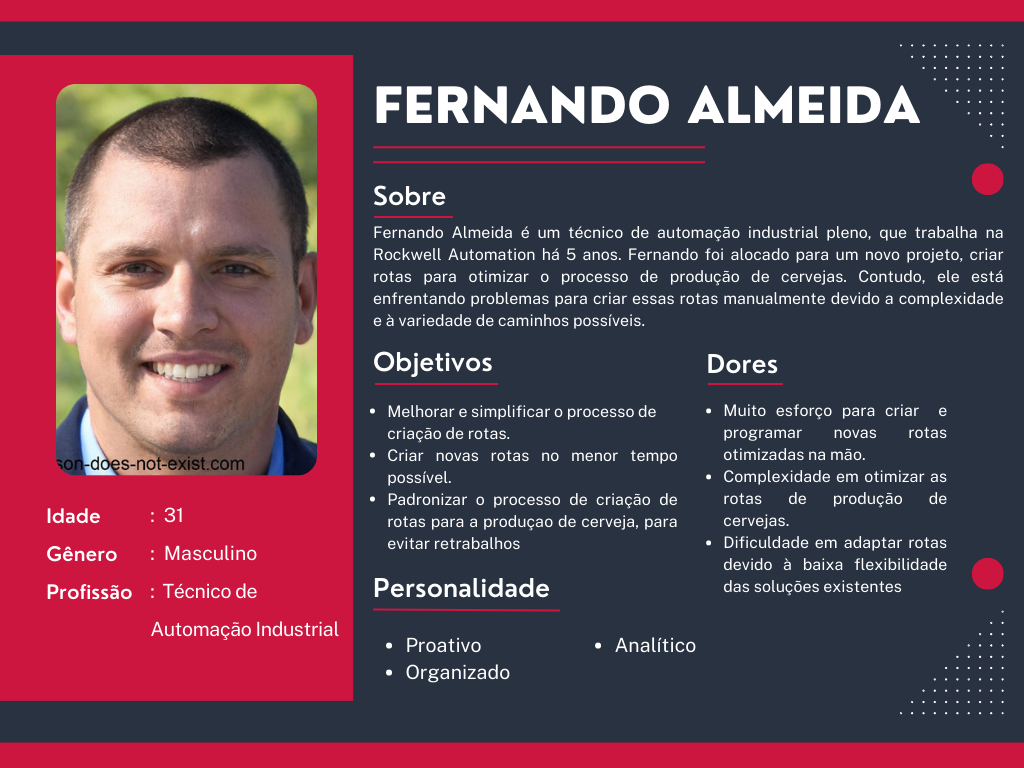 FERNANDO ALMEIDA
Sobre
Fernando Almeida é um técnico de automação industrial pleno, que trabalha na
Rockwell Automation há 5 anos. Fernando foi alocado para um novo projeto, criar
rotas para otimizar o processo de produção de cervejas. Contudo, ele está
enfrentando problemas para criar essas rotas manualmente devido a complexidade
e à variedade de caminhos possíveis.
Objetivos
• Melhorar e simplificar o processo de
criação de rotas.
• Criar novas rotas no menor tempo
possível.
• Padronizar o processo de criação de
rotas para a produçao de cerveja, para
evitar retrabalhos
Dores
• Muito esforço para criar e
programar novas rotas
otimizadas na mão.
• Complexidade em otimizar as
rotas de produção de
cervejas.
• Dificuldade em adaptar rotas
devido à baixa flexibilidade
das soluções existentes
Personalidade
• Proativo
• Organizado
• Analítico
son-does-not-exist.com
Idade : 31
Gênero : Masculino
Profissão : Técnico de
Automação Industrial